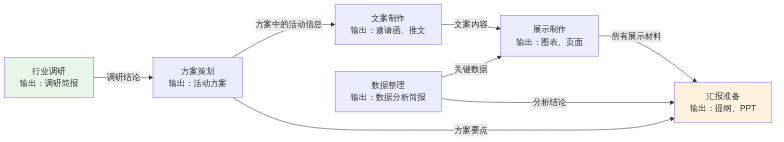 行业调研
输出：调研简报
调研结论
方案策划
输出：活动方案
方案中的活动信息
文案制作
输出：邀请函、推文
文案内容
数据整理
输出：数据分析简报
关键数据
展示制作
输出：图表、页面
所有展示材料
分析结论
方案要点
汇报准备
输出：提纲、PPT